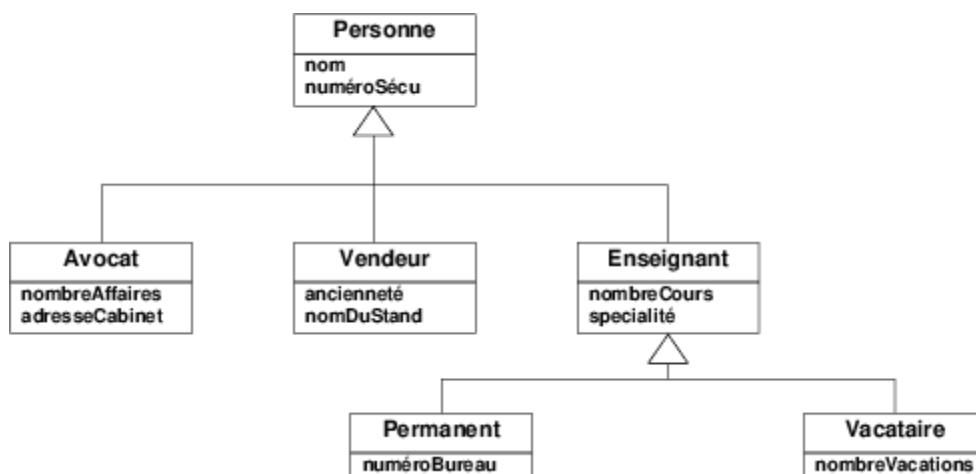 Personne
nom
numéroSécu
Avocat
nombreAffaires
adresseCabinet
Vendeur
ancienneté
nomDuStand
Enseignant
nombreCours
specialité
Permanent
numéroBureau
Vacataire
nombreVacations